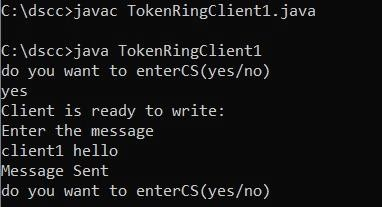 C:\dscc>javac TokenRingClient1.java
C:\dscc>java TokenRingClient1
do you want to enterCS(yes/no)
yes
Client is ready to write:
Enter the message
client1 hello
Message Sent
do you want to enterCS(yes/no)